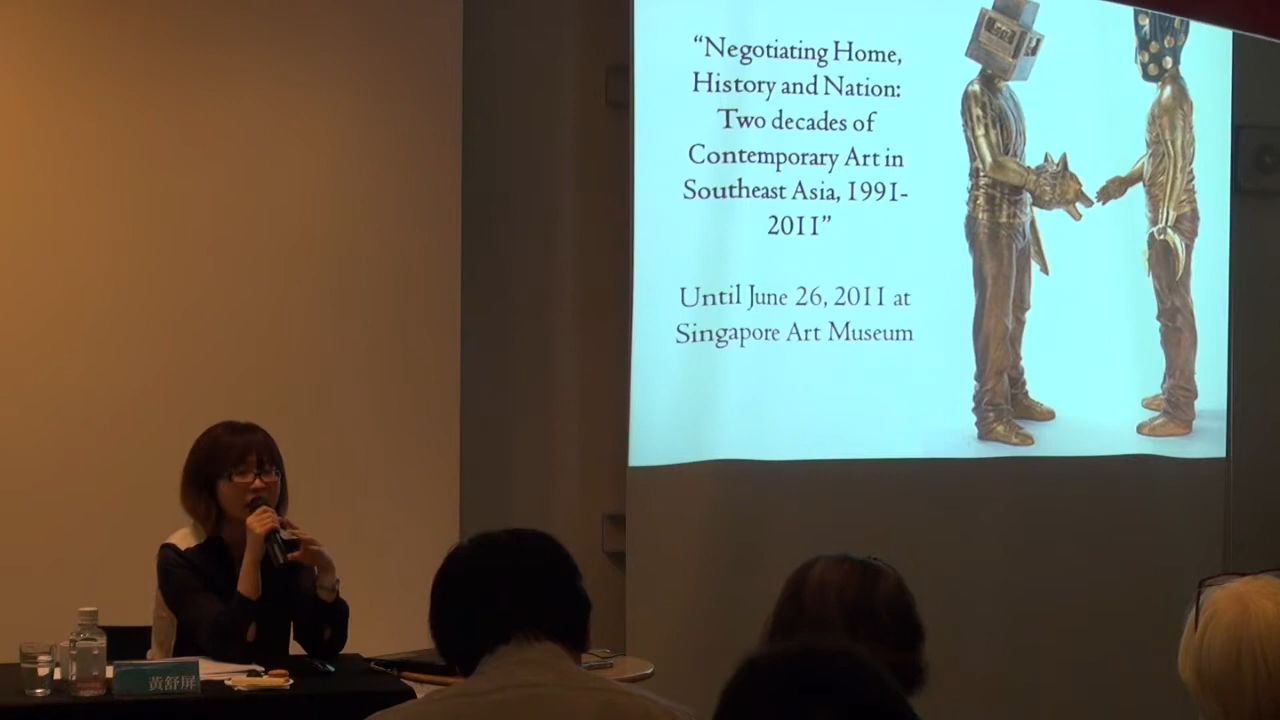 “Negotiating Home,
History and Nation:
Two decades of
Contemporary Art in
Southeast Asia, 1991-
2011”
Until June 26, 2011 at
Singapore Art Museum
黃舒屏